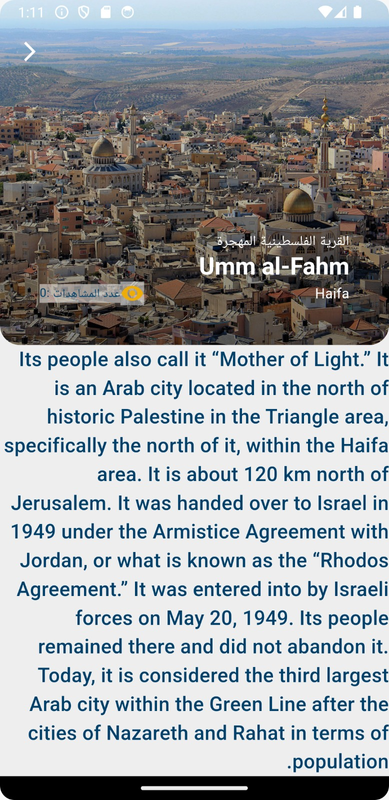 1:11
القرية الفلسطينية المهجرة
Umm al-Fahm
Haifa
عدد المشاهدات :0
Its people also call it “Mother of Light.” It
is an Arab city located in the north of
historic Palestine in the Triangle area,
specifically the north of it, within the Haifa
area. It is about 120 km north of
Jerusalem. It was handed over to Israel in
1949 under the Armistice Agreement with
Jordan, or what is known as the “Rhodos
Agreement.” It was entered into by Israeli
forces on May 20, 1949. Its people
remained there and did not abandon it.
Today, it is considered the third largest
Arab city within the Green Line after the
cities of Nazareth and Rahat in terms of
.population